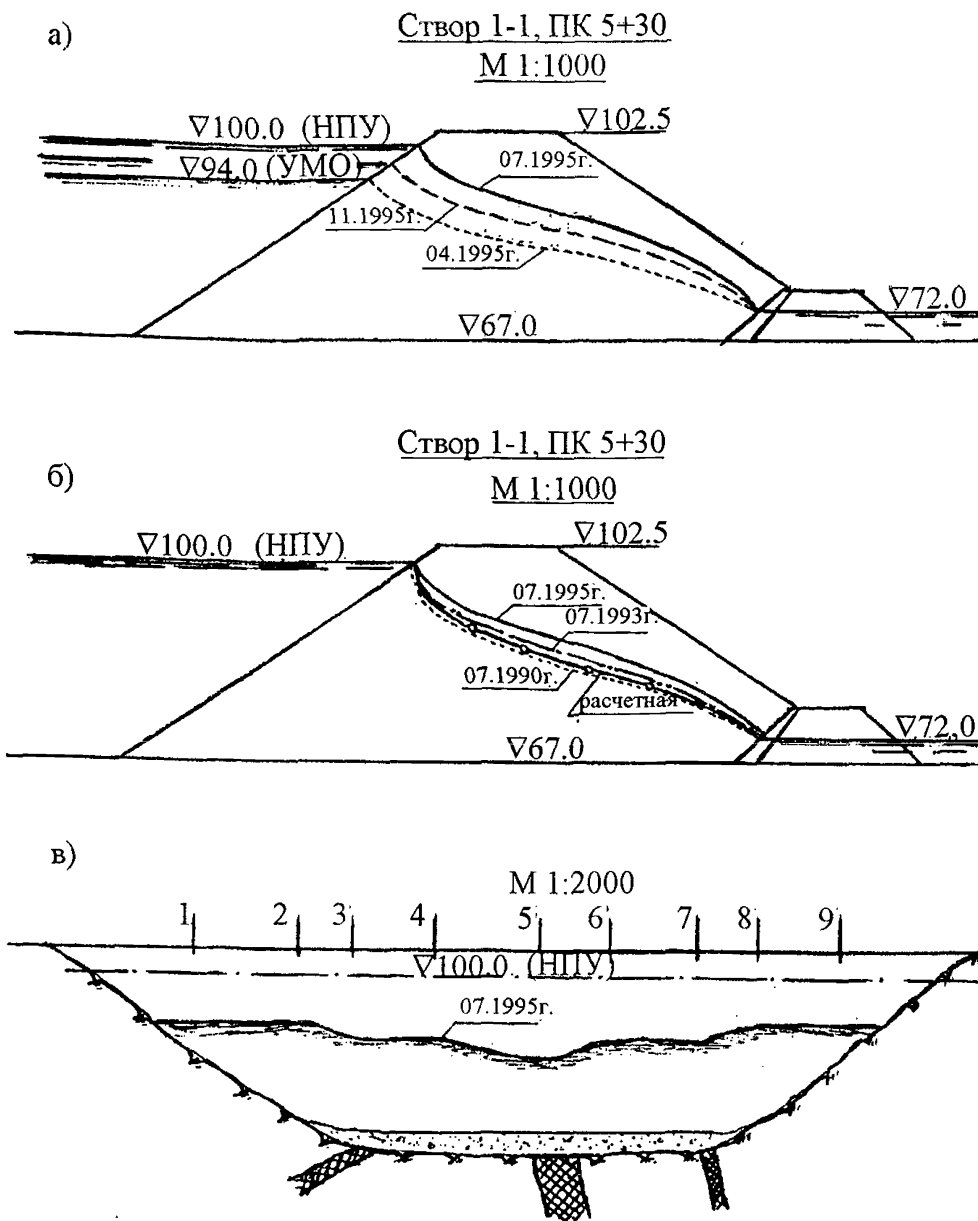 а)
Створ 1-1, ПК 5+30
М 1:1000
∇100.0 (НПУ)
∇102.5
∇94.0 (УМО)
07.1995г.
11.1995г.
04.1995г.
∇72.0
∇67.0
б)
Створ 1-1, ПК 5+30
М 1:1000
∇100.0 (НПУ)
∇102.5
07.1995г.
07.1993г.
07.1990г.
расчетная
∇72,0
∇67.0
в)
М 1:2000
1 2 3 4 5 6 7 8 9
∇100.0 (НПУ)
07.1995г.